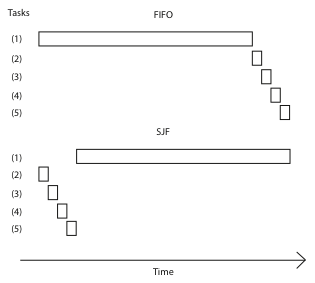 Tasks
FIFO
(1)
(2)
(3)
(4)
(5)
SJF
(1)
(2)
(3)
(4)
(5)
Time